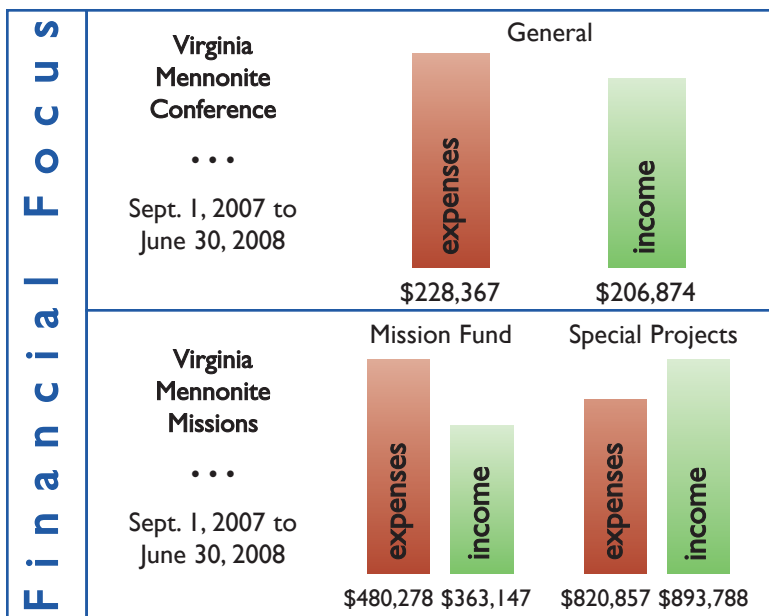 Financial Focus
Virginia
Mennonite
Conference
• • •
Sept. 1, 2007 to
June 30, 2008
General
expenses
income
$228,367
$206,874
Virginia
Mennonite
Missions
• • •
Sept. 1, 2007 to
June 30, 2008
Mission Fund
expenses
income
$480,278
$363,147
Special Projects
expenses
income
$820,857
$893,788